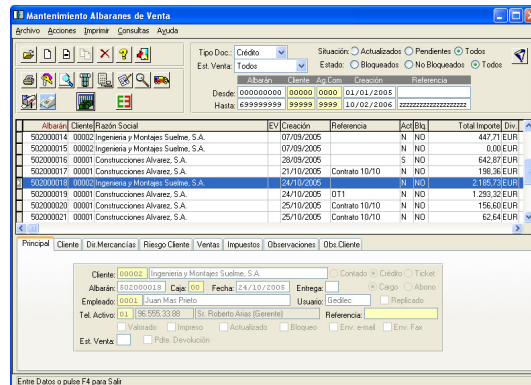 Mantenimiento Albaranes de Venta
Archivo Acciones Imprimir Consultas Ayuda
Tipo Doc.: Crédito Situación: Actualizados Pendientes Todos
Est. Venta: Todos Estado: Bloqueados No Bloqueados Todos
Albarán Cliente Ag.Com Creación Referencia
Desde: 000000000 00000 0000 01/01/2005
Hasta: 699999999 99999 9999 10/02/2006 zzzzzzzzzzzzzzzzzzzz
Albarán Cliente Razón Social EV Creación Referencia Act Blq. Total Importe Div.
502000014 00002 Ingenieria y Montajes Suelme, S.A. 07/09/2005 N NO 447,71 EUR
502000015 00002 Ingenieria y Montajes Suelme, S.A. 07/09/2005 N NO 0,00 EUR
502000016 00001 Construcciones Alvarez, S.A. 28/09/2005 S NO 642,87 EUR
502000017 00001 Construcciones Alvarez, S.A. 21/10/2005 Contrato 10/10 N NO 198,36 EUR
502000018 00002 Ingenieria y Montajes Suelme, S.A. 24/10/2005 N NO 2.185,73 EUR
502000019 00001 Construcciones Alvarez, S.A. 24/10/2005 OT1 N NO 1.293,32 EUR
502000020 00001 Construcciones Alvarez, S.A. 25/10/2005 Contrato 10/10 N NO 156,60 EUR
502000021 00001 Construcciones Alvarez, S.A. 25/10/2005 Contrato 10/10 N NO 62,64 EUR
Principal Cliente Dir.Mercancías Riesgo Cliente Ventas Impuestos Observaciones Obs.Cliente
Cliente: 00002 Ingenieria y Montajes Suelme, S.A. Contado Crédito Ticket
Albarán: 502000018 Caja: 00 Fecha: 24/10/2005 Entrega: Cargo Abono
Empleado: 0001 Juan Mas Prieto Usuario: Gedilec Replicado
Tel. Activo: 01 96.555.33.88 Sr. Roberto Arias (Gerente) Referencia:
Valorado Impreso Actualizado Bloqueo Env. e-mail Env. Fax
Est. Venta: Pdte. Devolución
Entre Datos o pulse F4 para Salir